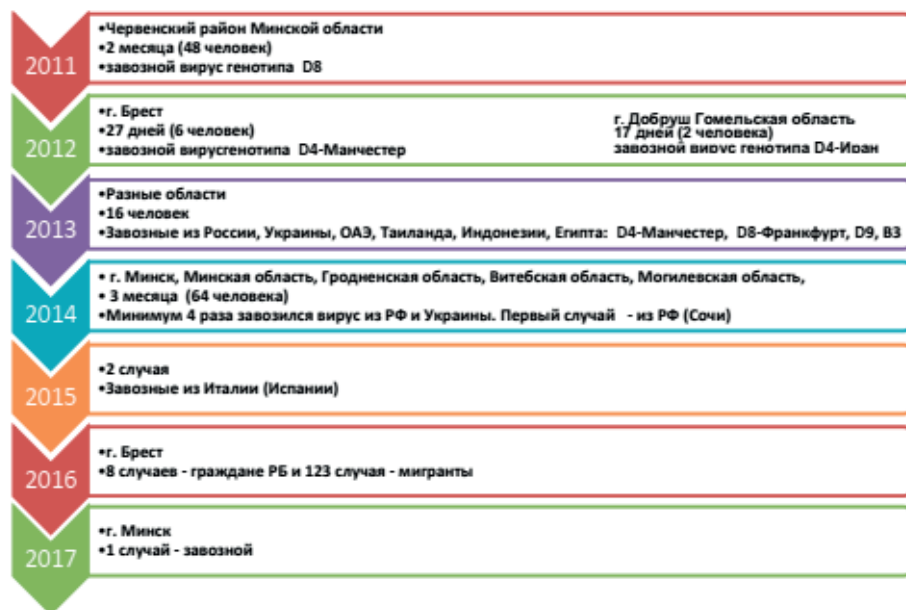 2011
•Червенский район Минской области
•2 месяца (48 человек)
•завозной вирус генотипа D8
2012
•г. Брест
•27 дней (6 человек)
•завозной вирусгенотипа D4-Манчестер
г. Добруш Гомельская область
17 дней (2 человека)
завозной вирус генотипа D4-Иран
2013
•Разные области
•16 человек
•Завозные из России, Украины, ОАЭ, Таиланда, Индонезии, Египта: D4-Манчестер, D8-Франкфурт, D9, B3
2014
• г. Минск, Минская область, Гродненская область, Витебская область, Могилевская область,
• 3 месяца (64 человека)
•Минимум 4 раза завозился вирус из РФ и Украины. Первый случай - из РФ (Сочи)
2015
•2 случая
•Завозные из Италии (Испании)
2016
•г. Брест
•8 случаев - граждане РБ и 123 случая - мигранты
2017
•г. Минск
•1 случай - завозной